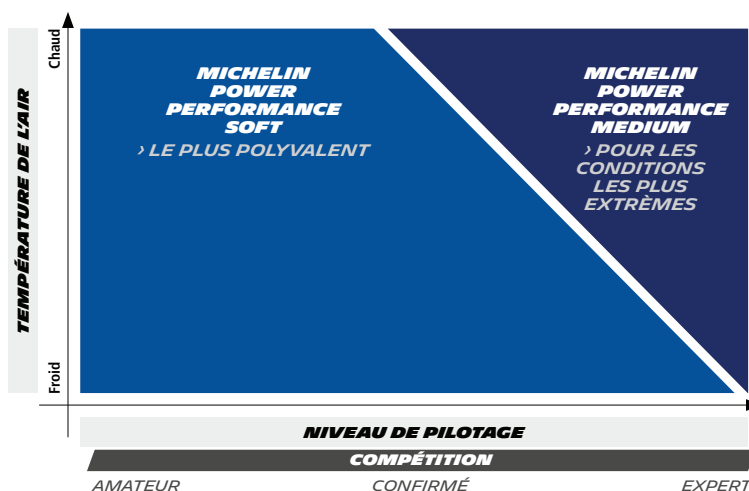 TEMPÉRATURE DE L'AIR
Chaud
Froid
MICHELIN
POWER
PERFORMANCE
SOFT
› LE PLUS POLYVALENT
MICHELIN
POWER
PERFORMANCE
MEDIUM
› POUR LES
CONDITIONS
LES PLUS
EXTRÈMES
NIVEAU DE PILOTAGE
COMPÉTITION
AMATEUR
CONFIRMÉ
EXPERT